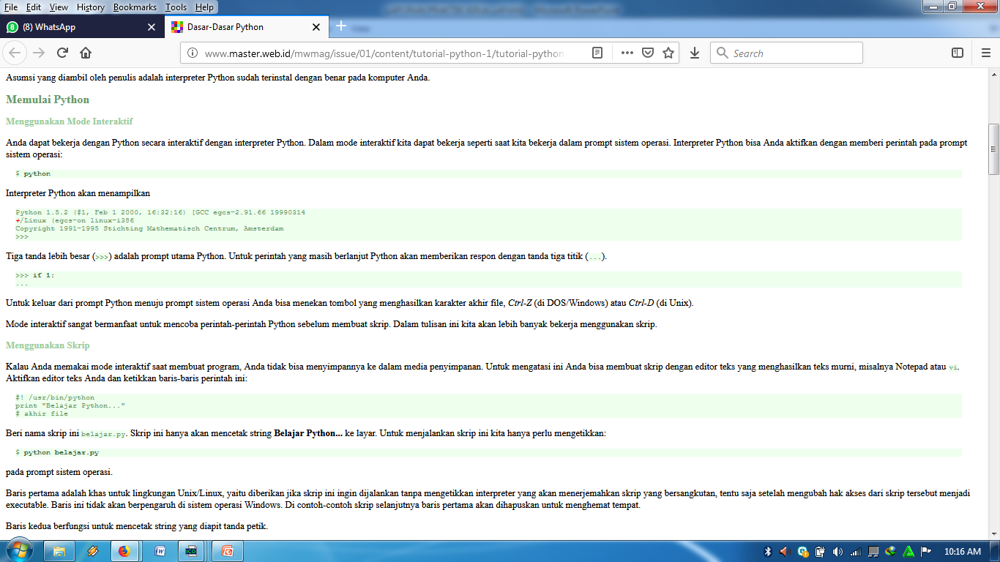 File Edit View History Bookmarks Tools Help
(8) WhatsApp
Dasar-Dasar Python
www.master.web.id/mwmag/issue/01/content/tutorial-python-1/tutorial-python
Search
Asumsi yang diambil oleh penulis adalah interpreter Python sudah terinstal dengan benar pada komputer Anda.
Memulai Python
Menggunakan Mode Interaktif
Anda dapat bekerja dengan Python secara interaktif dengan interpreter Python. Dalam mode interaktif kita dapat bekerja seperti saat kita bekerja dalam prompt sistem operasi. Interpreter Python bisa Anda aktifkan dengan memberi perintah pada prompt
sistem operasi:
$ python
Interpreter Python akan menampilkan
Python 1.5.2 (#1, Feb 1 2000, 16:32:16) [GCC egcs-2.91.66 19990314
+/Linux (egcs-on linux-i386
Copyright 1991-1995 Stichting Mathematisch Centrum, Amsterdam
>>>
Tiga tanda lebih besar (>>>) adalah prompt utama Python. Untuk perintah yang masih berlanjut Python akan memberikan respon dengan tanda tiga titik (...).
>>> if 1:
...
Untuk keluar dari prompt Python menuju prompt sistem operasi Anda bisa menekan tombol yang menghasilkan karakter akhir file, Ctrl-Z (di DOS/Windows) atau Ctrl-D (di Unix).
Mode interaktif sangat bermanfaat untuk mencoba perintah-perintah Python sebelum membuat skrip. Dalam tulisan ini kita akan lebih banyak bekerja menggunakan skrip.
Menggunakan Skrip
Kalau Anda memakai mode interaktif saat membuat program, Anda tidak bisa menyimpannya ke dalam media penyimpanan. Untuk mengatasi ini Anda bisa membuat skrip dengan editor teks yang menghasilkan teks murni, misalnya Notepad atau vi.
Aktifkan editor teks Anda dan ketikkan baris-baris perintah ini:
#! /usr/bin/python
print "Belajar Python..."
# akhir file
Beri nama skrip ini belajar.py. Skrip ini hanya akan mencetak string Belajar Python... ke layar. Untuk menjalankan skrip ini kita hanya perlu mengetikkan:
$ python belajar.py
pada prompt sistem operasi.
Baris pertama adalah khas untuk lingkungan Unix/Linux, yaitu diberikan jika skrip ini ingin dijalankan tanpa mengetikkan interpreter yang akan menerjemahkan skrip yang bersangkutan, tentu saja setelah mengubah hak akses dari skrip tersebut menjadi
executable. Baris ini tidak akan berpengaruh di sistem operasi Windows. Di contoh-contoh skrip selanjutnya baris pertama akan dihapuskan untuk menghemat tempat.
Baris kedua berfungsi untuk mencetak string yang diapit tanda petik.
10:16 AM